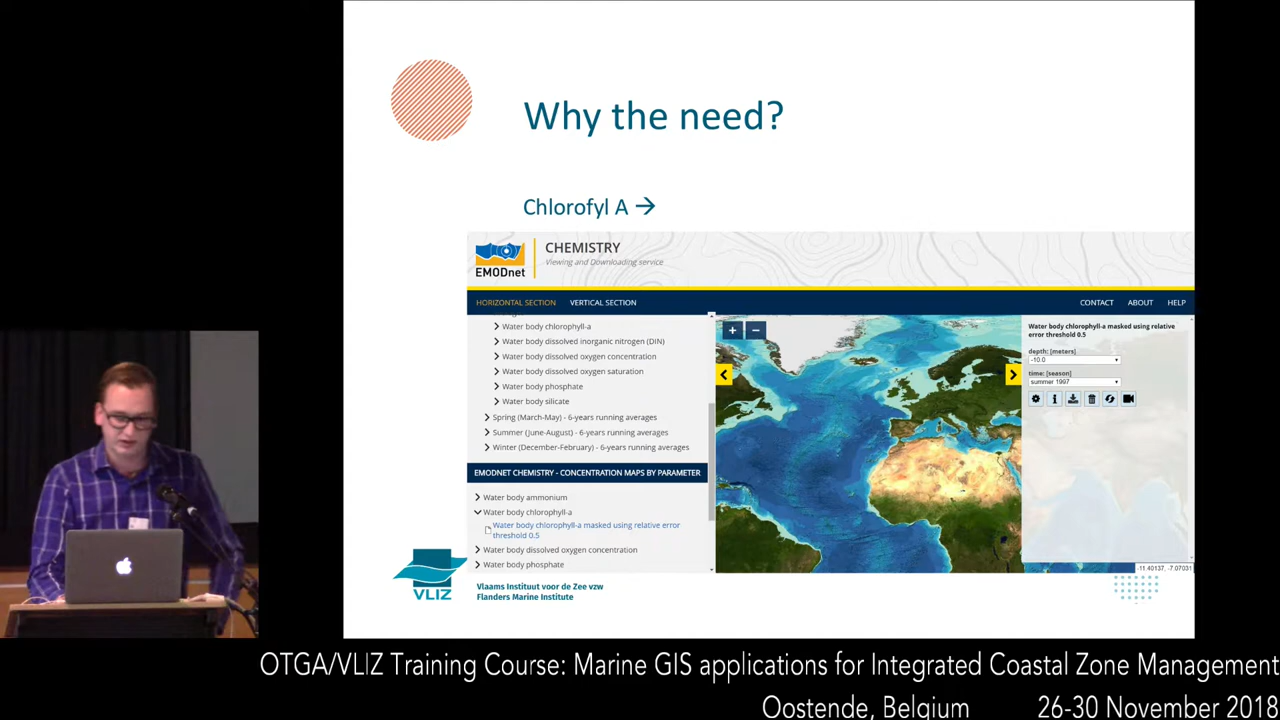 Why the need?
Chlorofyl A →
EMODnet
CHEMISTRY
Viewing and Downloading service
HORIZONTAL SECTION VERTICAL SECTION CONTACT ABOUT HELP
Water body chlorophyll-a
Water body dissolved inorganic nitrogen (DIN)
Water body dissolved oxygen concentration
Water body dissolved oxygen saturation
Water body phosphate
Water body silicate
Spring (March-May) - 6-years running averages
Summer (June-August) - 6-years running averages
Winter (December-February) - 6-years running averages
EMODNET CHEMISTRY - CONCENTRATION MAPS BY PARAMETER
Water body ammonium
Water body chlorophyll-a
Water body chlorophyll-a masked using relative error
threshold 0.5
Water body dissolved oxygen concentration
Water body phosphate
+ −
Water body chlorophyll-a masked using relative
error threshold 0.5
depth: [meters]
-10.0
time: [season]
summer 1997
-11.40137, -7.07031
VLIZ
Vlaams Instituut voor de Zee vzw
Flanders Marine Institute
OTGA/VLIZ Training Course: Marine GIS applications for Integrated Coastal Zone Management
Oostende, Belgium 26-30 November 2018